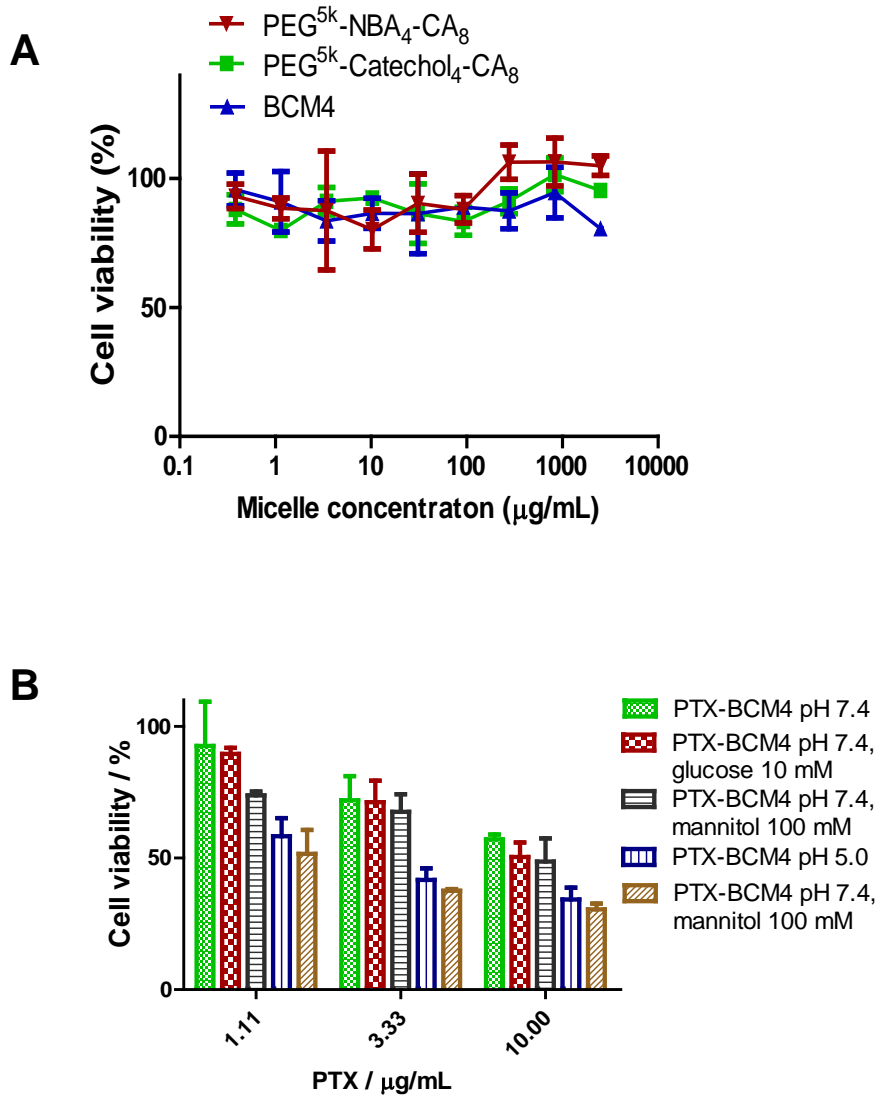 A
PEG5k-NBA4-CA8
PEG5k-Catechol4-CA8
BCM4
Cell viability (%)
100
50
0
0.1 1 10 100 1000 10000
Micelle concentraton (μg/mL)
B
Cell viability / %
100
50
0
1.11 3.33 10.00
PTX / μg/mL
PTX-BCM4 pH 7.4
PTX-BCM4 pH 7.4,
glucose 10 mM
PTX-BCM4 pH 7.4,
mannitol 100 mM
PTX-BCM4 pH 5.0
PTX-BCM4 pH 7.4,
mannitol 100 mM